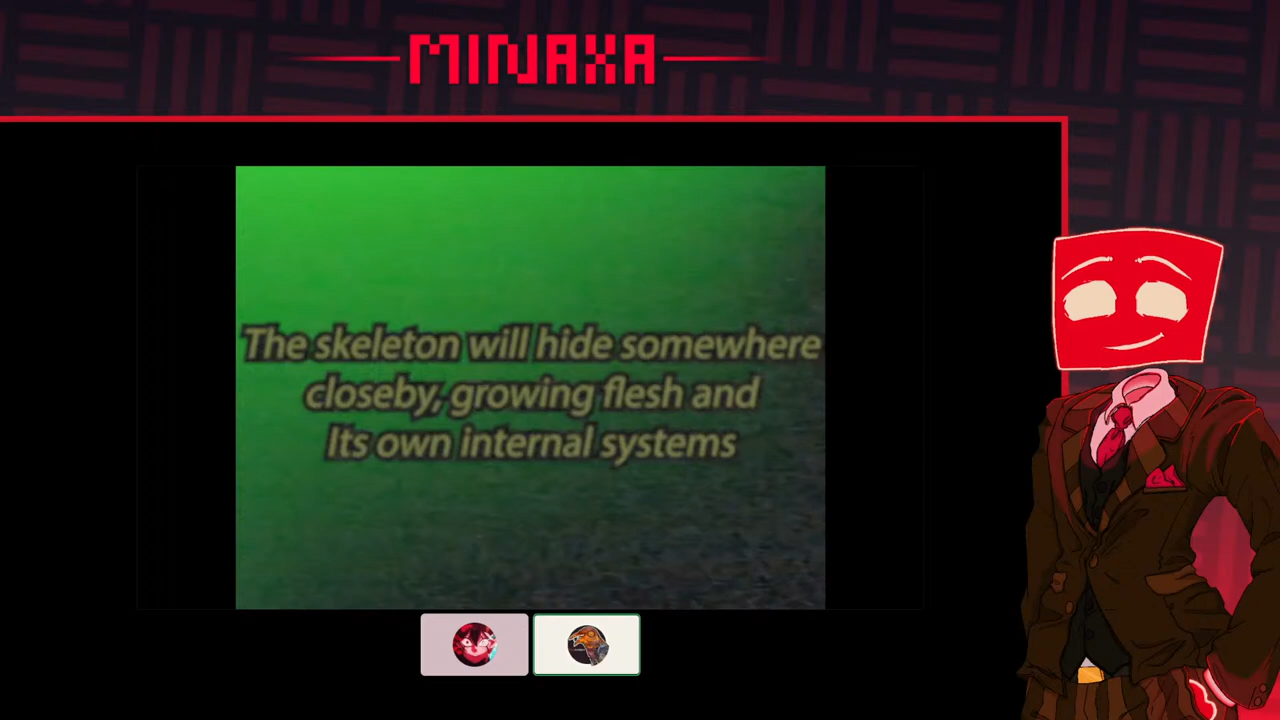 MINAXA
The skeleton will hide somewhere
closeby, growing flesh and
Its own internal systems